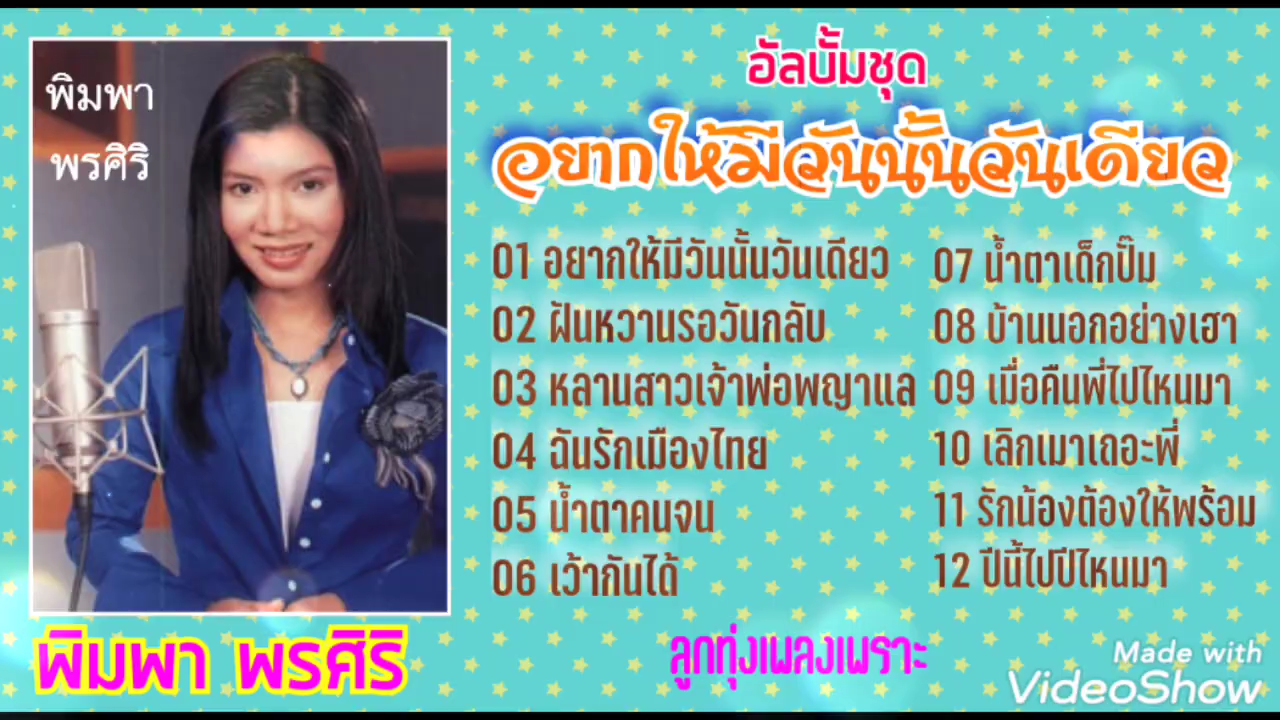 พิมพา
พรศิริ
อัลบั้มชุด
อยากให้มีวันนั้นวันเดียว
01 อยากให้มีวันนั้นวันเดียว
02 ฝันหวานรอวันกลับ
03 หลานสาวเจ้าพ่อพญาแล
04 ฉันรักเมืองไทย
05 น้ำตาคนจน
06 เว้ากันได้
07 น้ำตาเด็กปั๊ม
08 บ้านนอกอย่างเฮา
09 เมื่อคืนพี่ไปไหนมา
10 เลิกเมาเถอะพี่
11 รักน้องต้องให้พร้อม
12 ปีนี้ไปปีไหนมา
พิมพา พรศิริ
ลูกทุ่งเพลงเพราะ
Made with
VideoShow